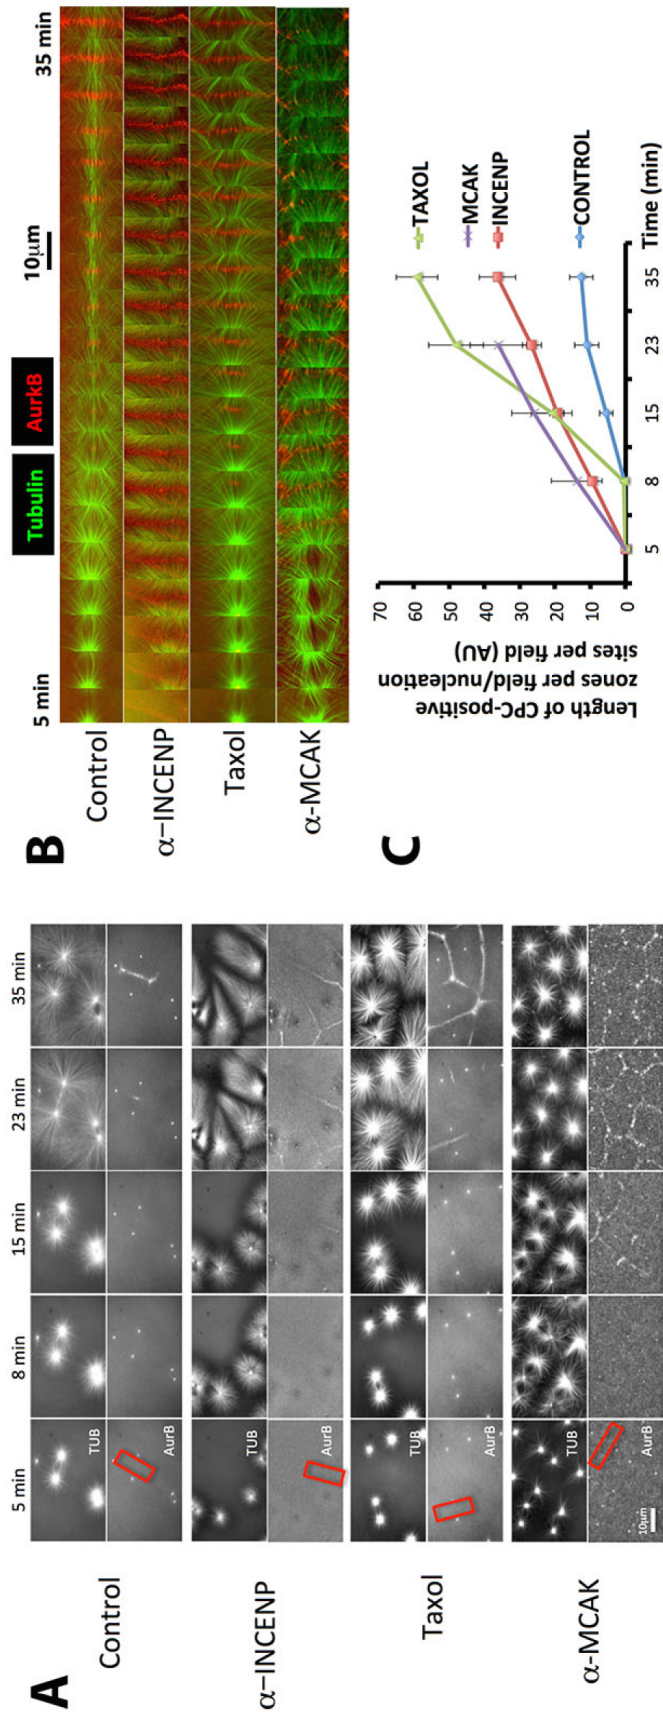 A
5 min
8 min
15 min
23 min
35 min
Control
TUB
AurB
α−INCENP
TUB
AurB
Taxol
TUB
AurB
α-MCAK
TUB
AurB
10μm
B
Tubulin
AurkB
10μm
5 min
35 min
Control
α−INCENP
Taxol
α-MCAK
C
Length of CPC-positive
zones per field/nucleation
sites per field (AU)
70
60
50
40
30
20
10
0
5
8
15
23
35
Time (min)
TAXOL
MCAK
INCENP
CONTROL